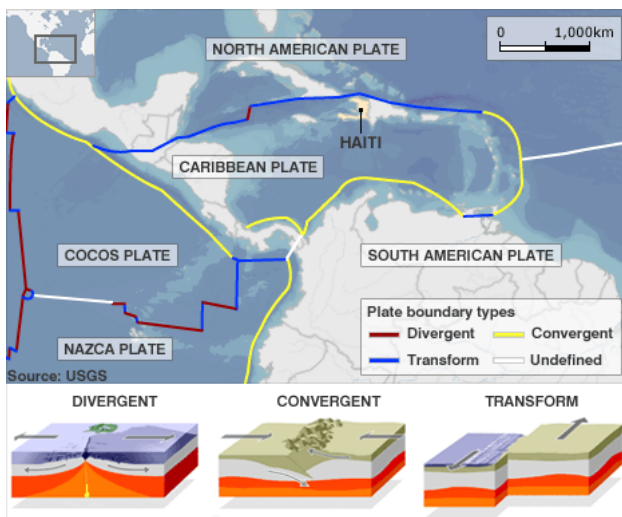 NORTH AMERICAN PLATE
0 1,000km
HAITI
CARIBBEAN PLATE
COCOS PLATE
SOUTH AMERICAN PLATE
Plate boundary types
Divergent Convergent
Transform Undefined
NAZCA PLATE
Source: USGS
DIVERGENT CONVERGENT TRANSFORM